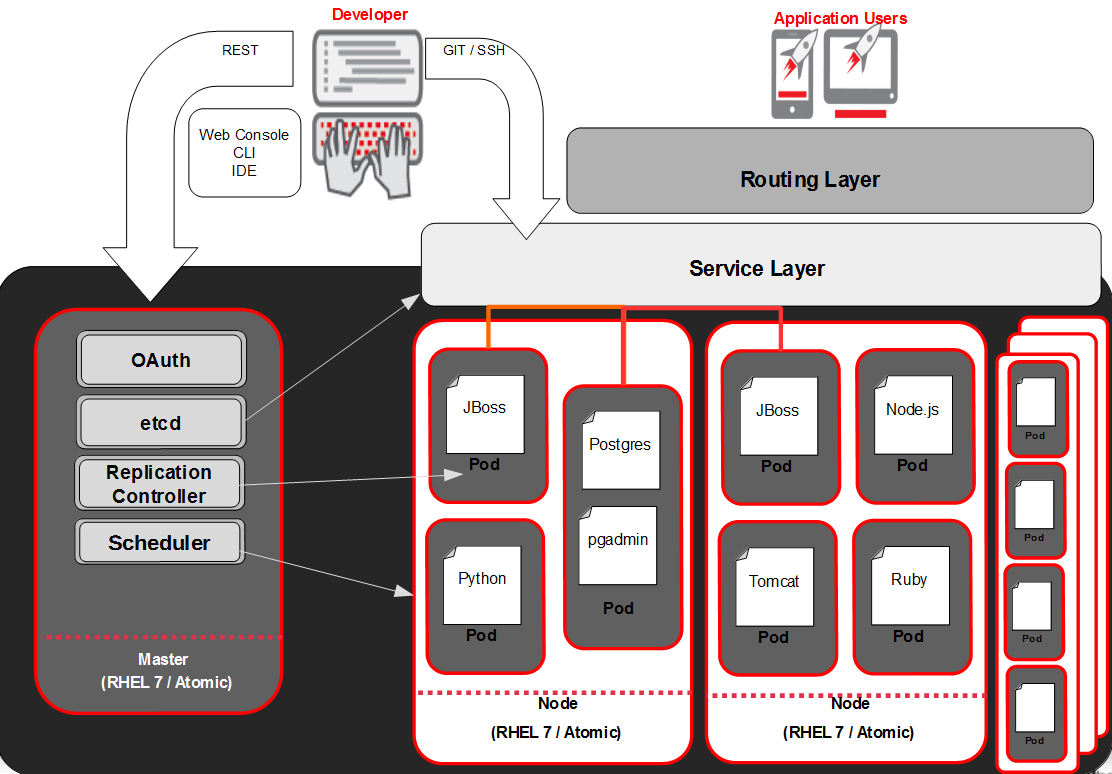 Developer
Application Users
REST
GIT / SSH
Web Console
CLI
IDE
Routing Layer
Service Layer
OAuth
etcd
Replication
Controller
Scheduler
Master
(RHEL 7 / Atomic)
JBoss
Pod
Postgres
pgadmin
Pod
Python
Pod
Node
(RHEL 7 / Atomic)
JBoss
Pod
Node.js
Pod
Tomcat
Pod
Ruby
Pod
Node
(RHEL 7 / Atomic)
Pod
Pod
Pod
Pod